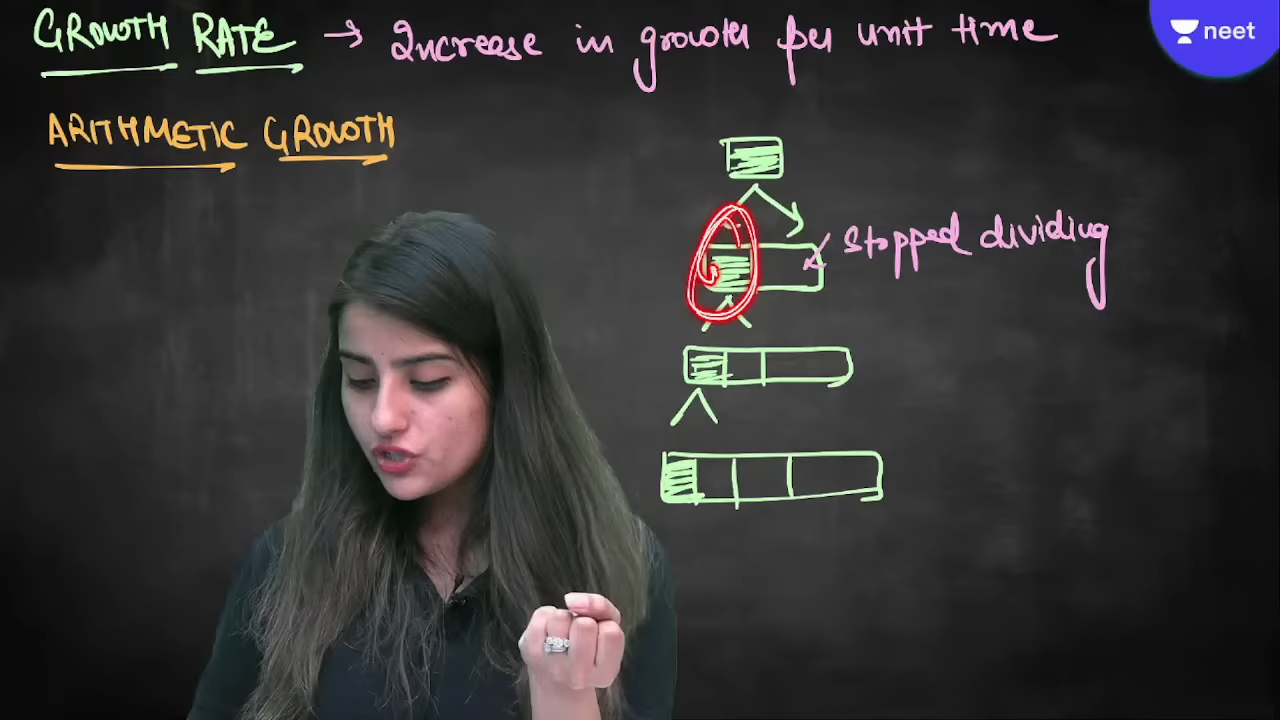 GROWTH RATE → Increase in growth per unit time
neet
ARITHMETIC GROWTH
Stopped dividing